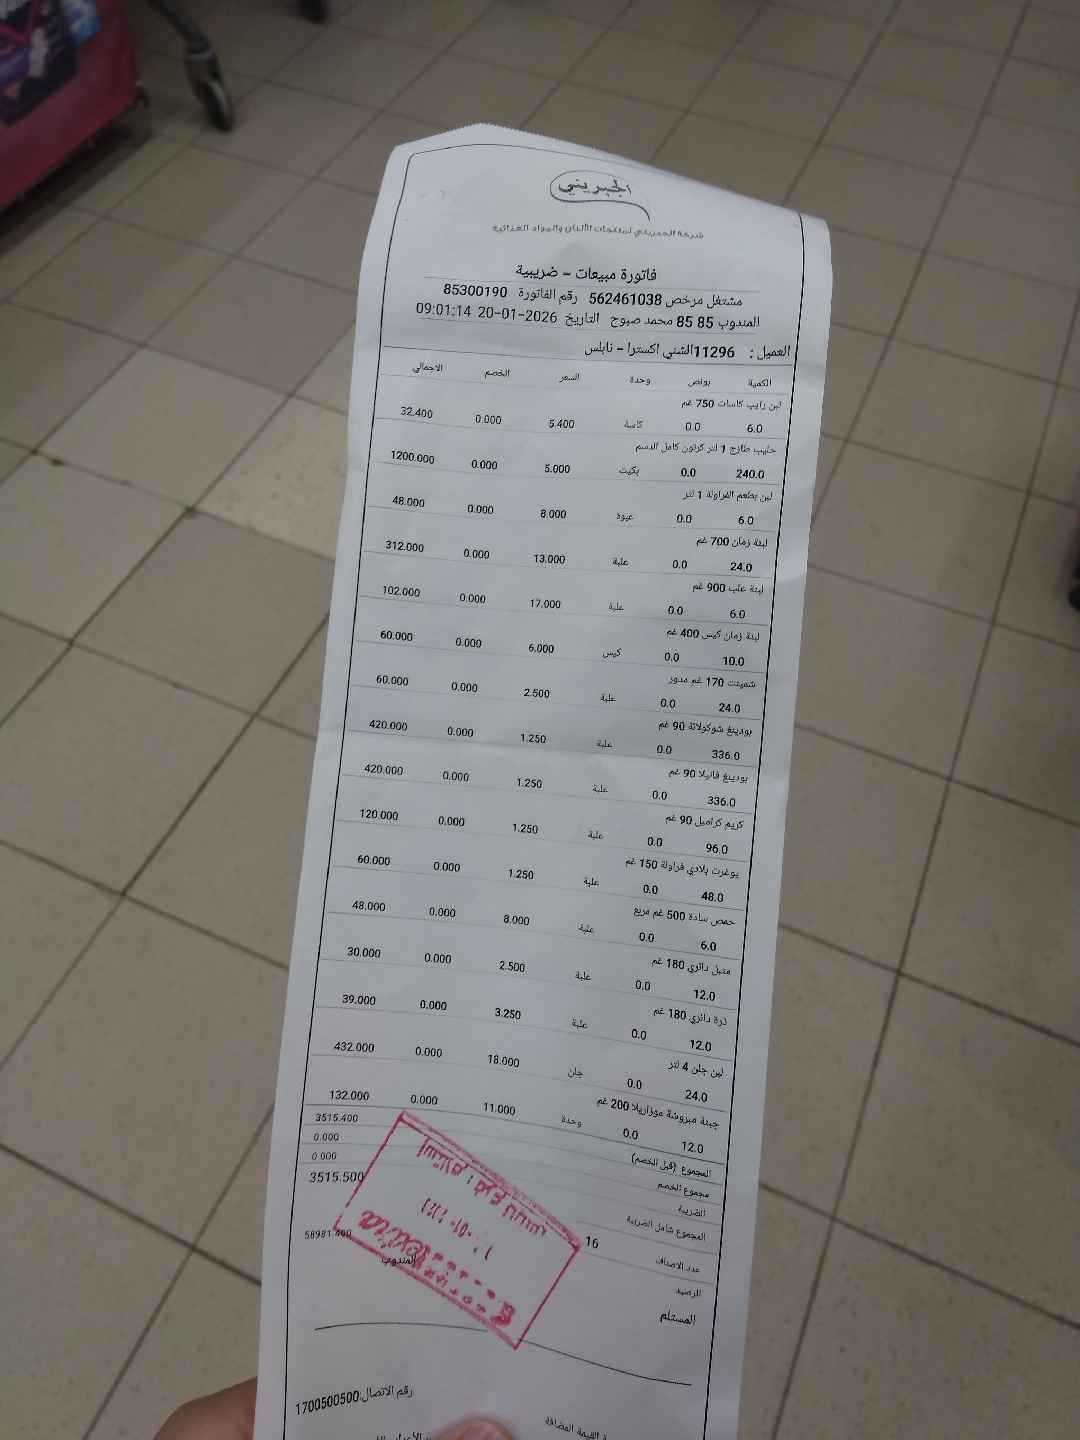 الجبريني
شركة الجبريني لمنتجات الألبان والمواد الغذائية
فاتورة مبيعات - ضريبية
مشتغل مرخص 562461038 رقم الفاتورة 85300190
المندوب 85 85 محمد صبوح التاريخ 20-01-2026 09:01:14
العميل : 11296الشني اكسترا - نابلس
الكمية بونص وحدة السعر الخصم الاجمالي
لبن رايب كاسات 750 غم
6.0 0.0 كاسة 5.400 0.000 32.400
حليب طازج 1 لتر كرتون كامل الدسم
240.0 0.0 بكيت 5.000 0.000 1200.000
لبن بطعم الفراولة 1 لتر
6.0 0.0 عبوة 8.000 0.000 48.000
لبنة زمان 700 غم
24.0 0.0 علبة 13.000 0.000 312.000
لبنة علب 900 غم
6.0 0.0 علبة 17.000 0.000 102.000
لبنة زمان كيس 400 غم
10.0 0.0 كيس 6.000 0.000 60.000
شمينت 170 غم مدور
24.0 0.0 علبة 2.500 0.000 60.000
بودينغ شوكولاتة 90 غم
336.0 0.0 علبة 1.250 0.000 420.000
بودينغ فانيلا 90 غم
336.0 0.0 علبة 1.250 0.000 420.000
كريم كراميل 90 غم
96.0 0.0 علبة 1.250 0.000 120.000
يوغرت بلادي فراولة 150 غم
48.0 0.0 علبة 1.250 0.000 60.000
حمص سادة 500 غم مربع
6.0 0.0 علبة 8.000 0.000 48.000
متبل دائري 180 غم
12.0 0.0 علبة 2.500 0.000 30.000
ذرة دائري 180 غم
12.0 0.0 علبة 3.250 0.000 39.000
لبن جلن 4 لتر
24.0 0.0 جلن 18.000 0.000 432.000
جبنة مبروشة موزاريلا 200 غم
12.0 0.0 وحدة 11.000 0.000 132.000
المجموع (قبل الخصم) 3515.400
مجموع الخصم 0.000
الضريبة 0.000
المجموع شامل الضريبة 3515.500
عدد الاصناف 16
الرصيد 58981.400
المستلم المندوب
رقم الاتصال:1700500500
القيمة المضافة